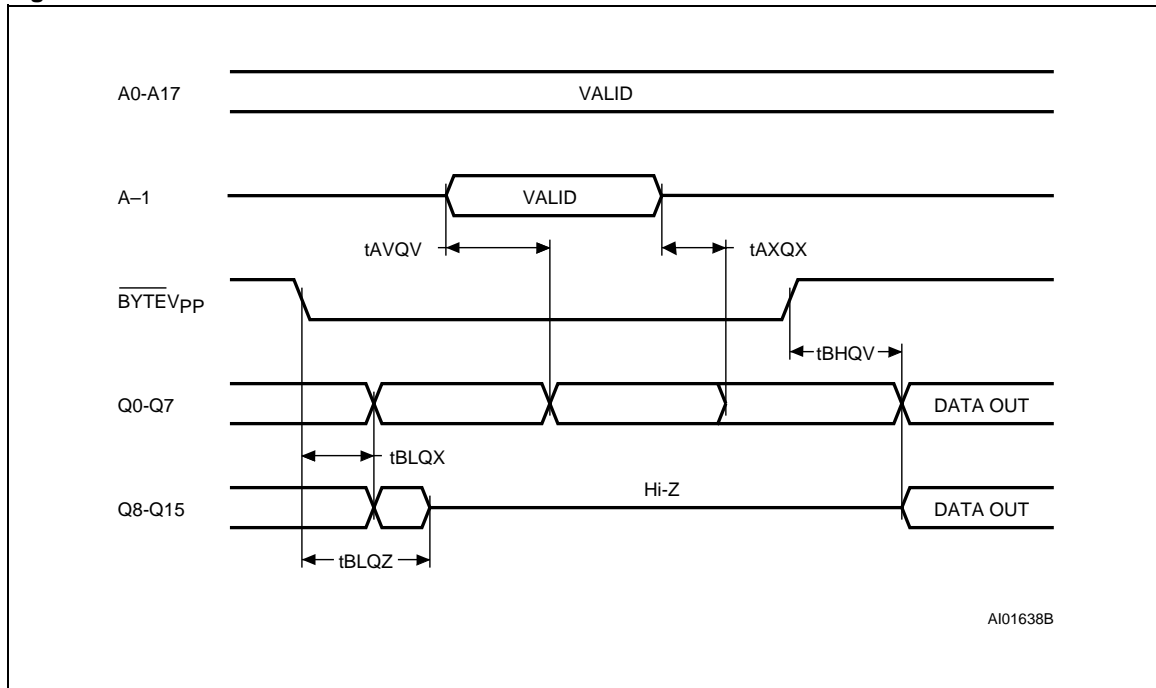 A0-A17
VALID
A–1
VALID
tAVQV
tAXQX
BYTEVPP
tBHQV
Q0-Q7
DATA OUT
tBLQX
Hi-Z
Q8-Q15
DATA OUT
tBLQZ
AI01638B